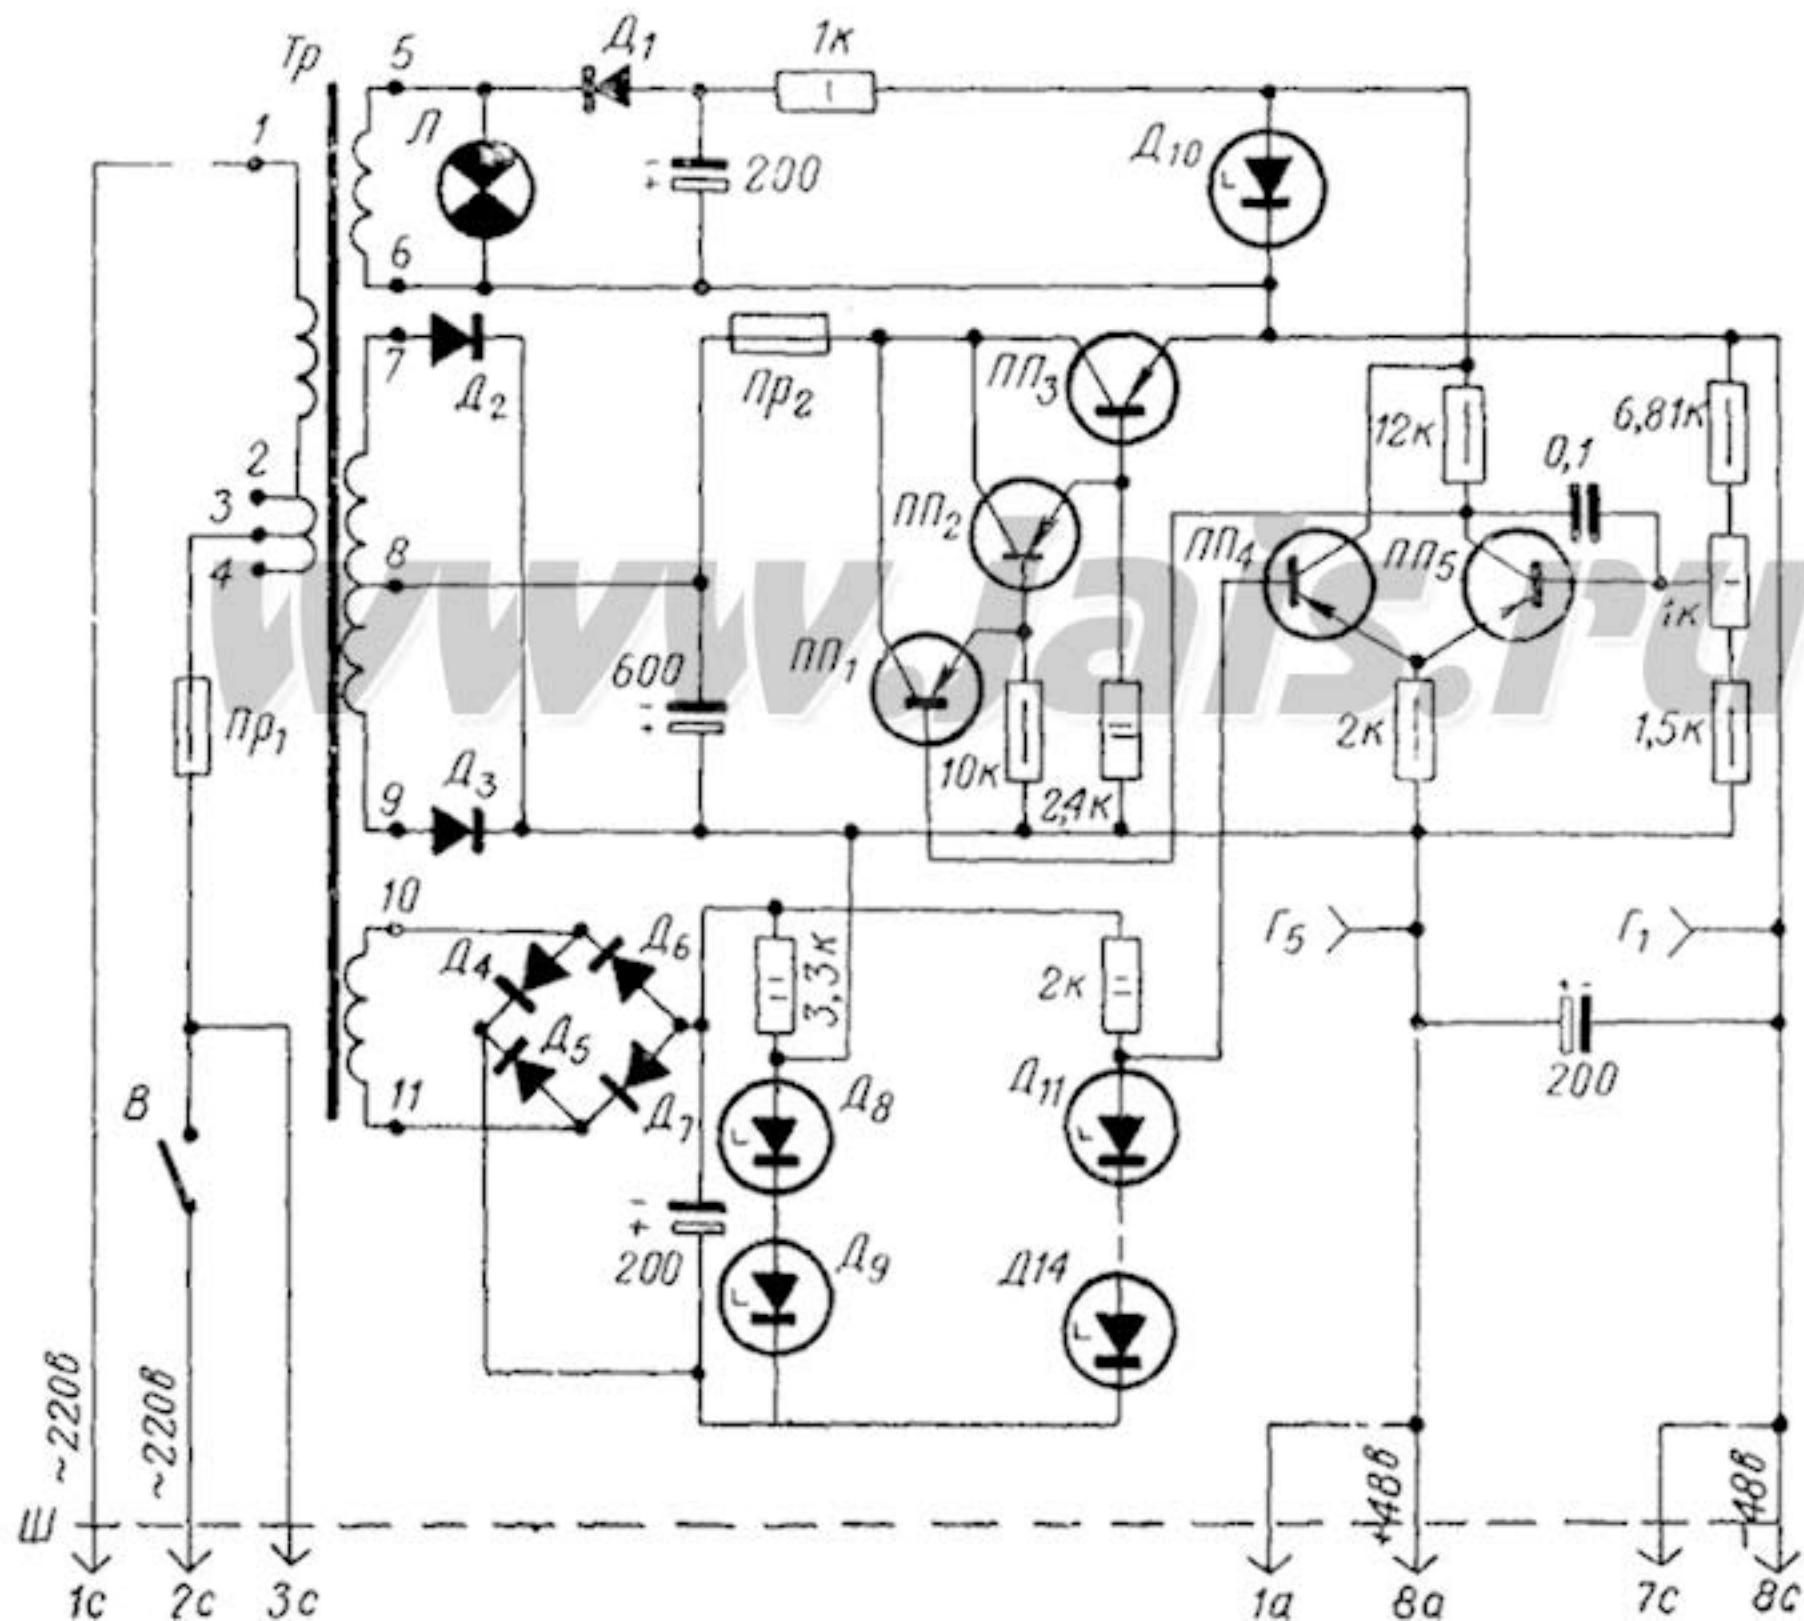 Тр
5
Д1
1к
1
Л
- +
200
Д10
6
7
Д2
Пр2
ПП3
12к
6,81к
0,1
2
3
4
ПП2
ПП4
ПП5
8
1к
www.lais.ru
ПП1
600
- +
Пр1
2к
1,5к
Д3
10к
2,4к
9
10
Д4
Д6
3,3к
2к
Г5
Г1
Д5
+ -
200
11
Д7
Д8
Д11
В
- +
200
Д9
Д14
~220в
~220в
+48в
-48в
Ш
1с
2с
3с
1а
8а
7с
8с